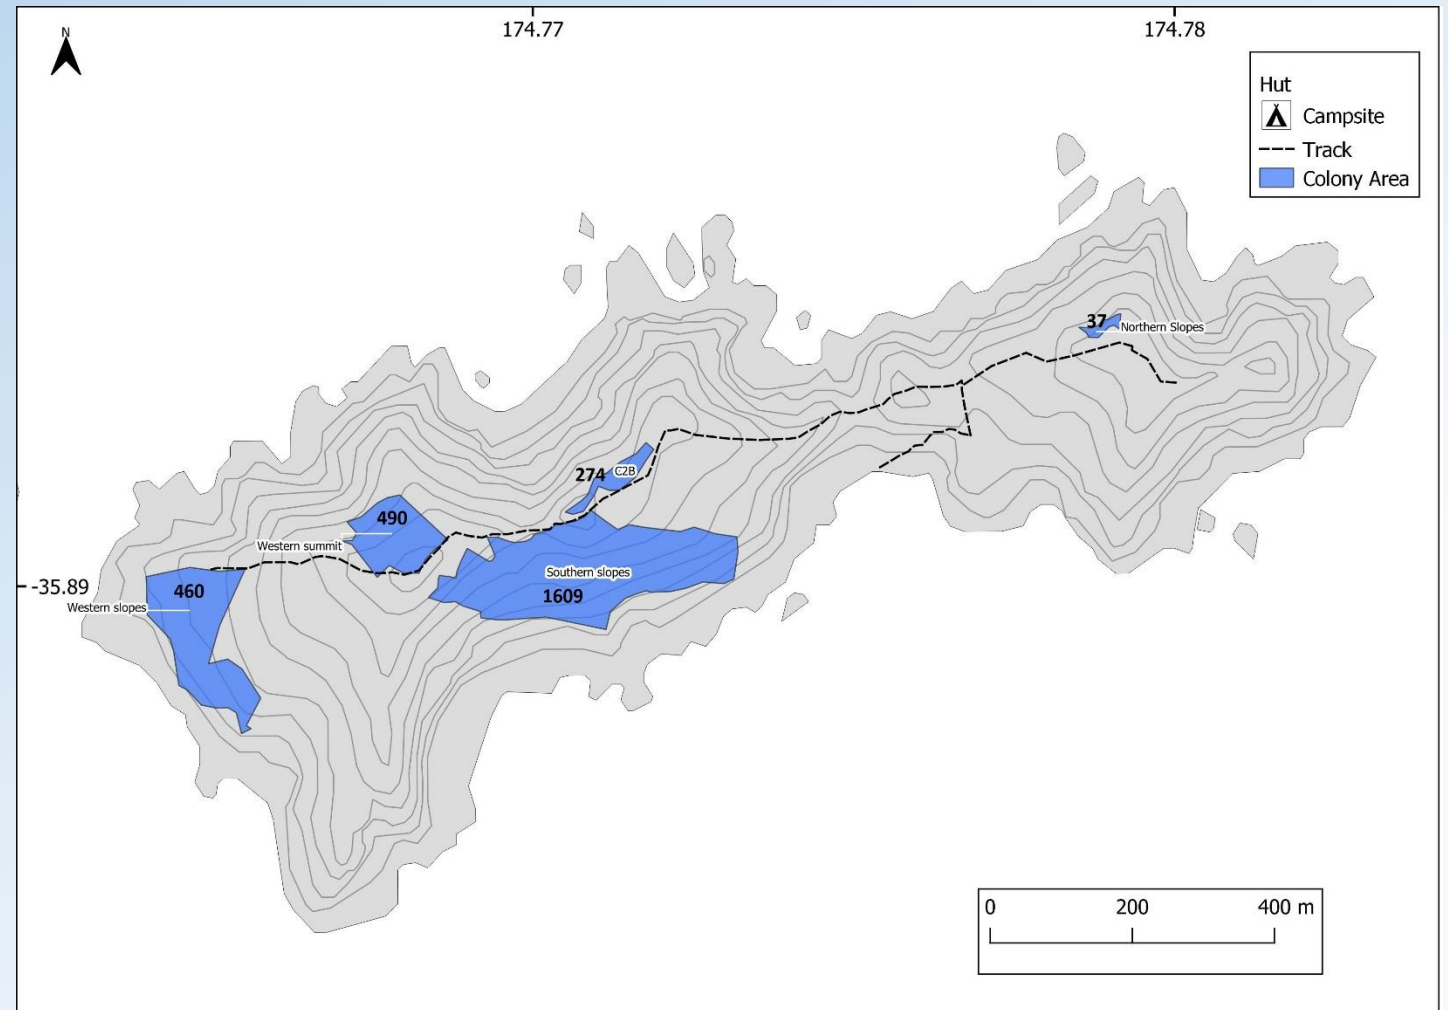 174.77
174.78
N
Hut
Campsite
Track
Colony Area
37
Northern Slopes
274
C2B
490
Western summit
Southern slopes
-35.89
460
1609
Western slopes
0
200
400 m